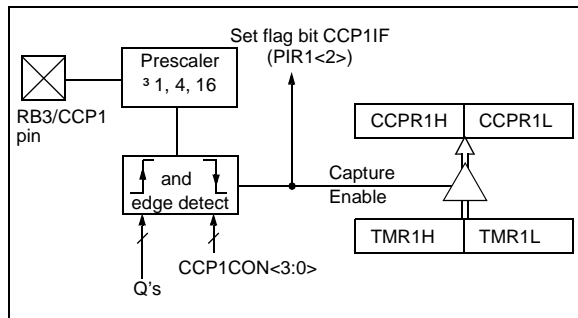 Set flag bit CCP1IF
(PIR1<2>)
Prescaler
³ 1, 4, 16
RB3/CCP1
pin
CCPR1H
CCPR1L
and
edge detect
Capture
Enable
TMR1H
TMR1L
CCP1CON<3:0>
Q's